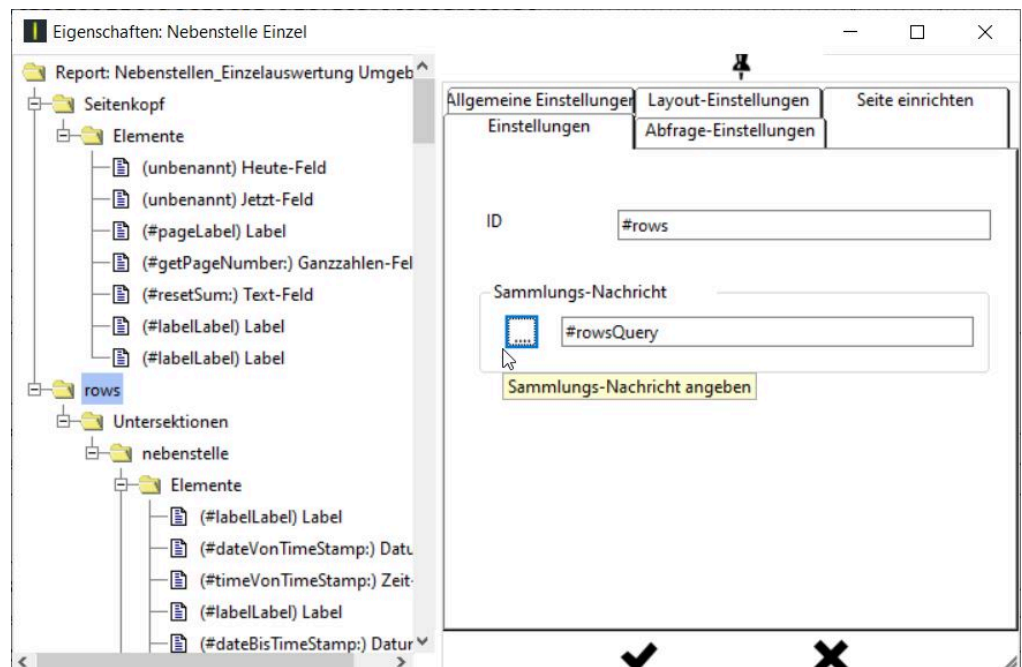 Eigenschaften: Nebenstelle Einzel
Report: Nebenstellen_Einzelauswertung Umgeb
Seitenkopf
Elemente
(unbenannt) Heute-Feld
(unbenannt) Jetzt-Feld
(#pageLabel) Label
(#getPageNumber:) Ganzzahlen-Fel
(#resetSum:) Text-Feld
(#labelLabel) Label
(#labelLabel) Label
rows
Untersektionen
nebenstelle
Elemente
(#labelLabel) Label
(#dateVonTimeStamp:) Datu
(#timeVonTimeStamp:) Zeit-
(#labelLabel) Label
(#dateBisTimeStamp:) Datur
Allgemeine Einstellunger
Layout-Einstellungen
Seite einrichten
Einstellungen
Abfrage-Einstellungen
ID
#rows
Sammlungs-Nachricht
....
#rowsQuery
Sammlungs-Nachricht angeben